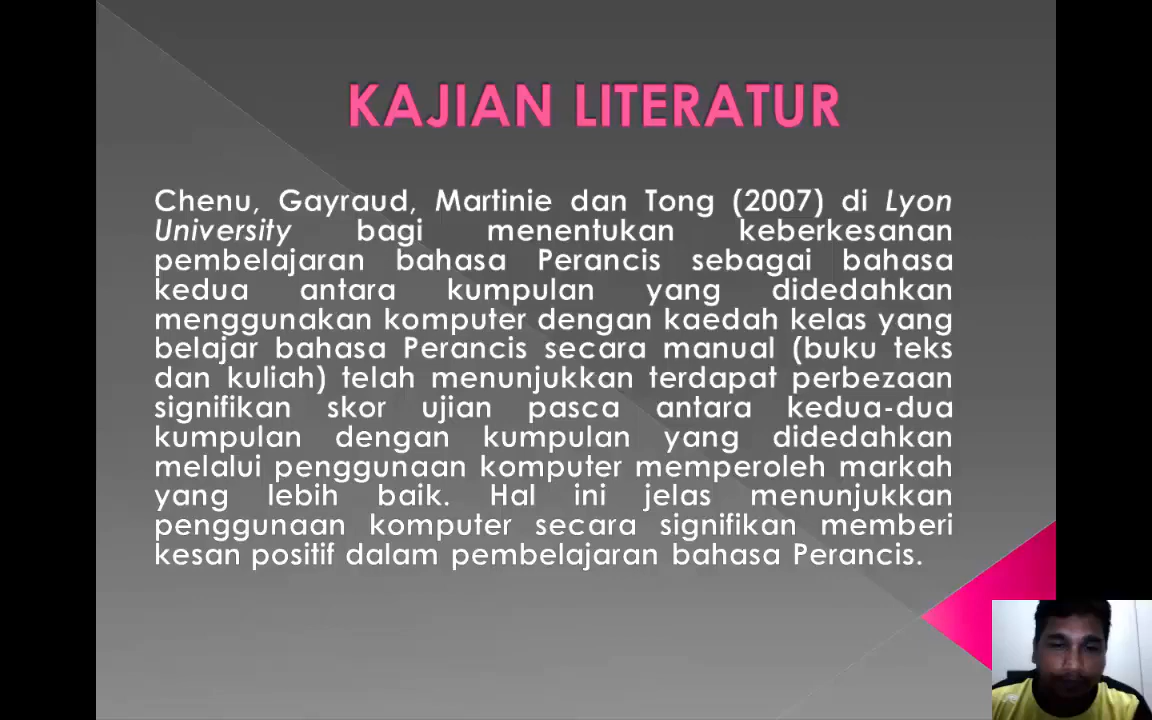 KAJIAN LITERATUR
Chenu, Gayraud, Martinie dan Tong (2007) di Lyon
University bagi menentukan keberkesanan
pembelajaran bahasa Perancis sebagai bahasa
kedua antara kumpulan yang didedahkan
menggunakan komputer dengan kaedah kelas yang
belajar bahasa Perancis secara manual (buku teks
dan kuliah) telah menunjukkan terdapat perbezaan
signifikan skor ujian pasca antara kedua-dua
kumpulan dengan kumpulan yang didedahkan
melalui penggunaan komputer memperoleh markah
yang lebih baik. Hal ini jelas menunjukkan
penggunaan komputer secara signifikan memberi
kesan positif dalam pembelajaran bahasa Perancis.